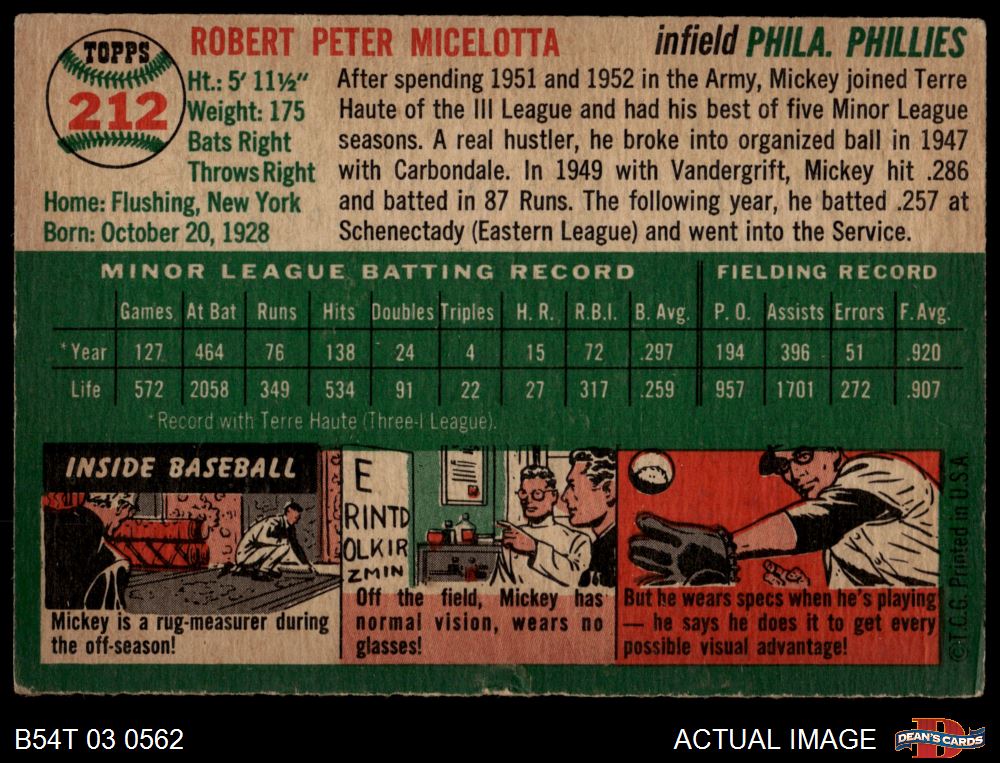 TOPPS
212
ROBERT PETER MICELOTTA
infield PHILA. PHILLIES
Ht.: 5' 11½"
Weight: 175
Bats Right
Throws Right
Home: Flushing, New York
Born: October 20, 1928
After spending 1951 and 1952 in the Army, Mickey joined Terre
Haute of the III League and had his best of five Minor League
seasons. A real hustler, he broke into organized ball in 1947
with Carbondale. In 1949 with Vandergrift, Mickey hit .286
and batted in 87 Runs. The following year, he batted .257 at
Schenectady (Eastern League) and went into the Service.
MINOR LEAGUE BATTING RECORD FIELDING RECORD
Games At Bat Runs Hits Doubles Triples H. R. R.B.I. B. Avg. P. O. Assists Errors F. Avg.
*Year 127 464 76 138 24 4 15 72 .297 194 396 51 .920
Life 572 2058 349 534 91 22 27 317 .259 957 1701 272 .907
*Record with Terre Haute (Three-I League).
INSIDE BASEBALL
Mickey is a rug-measurer during
the off-season!
E
RINTD
OLKIR
ZMIN
Off the field, Mickey has
normal vision, wears no
glasses!
But he wears specs when he's playing
— he says he does it to get every
possible visual advantage!
©T.C.G. Printed in U.S.A.
B54T 03 0562
ACTUAL IMAGE
DEAN'S CARDS